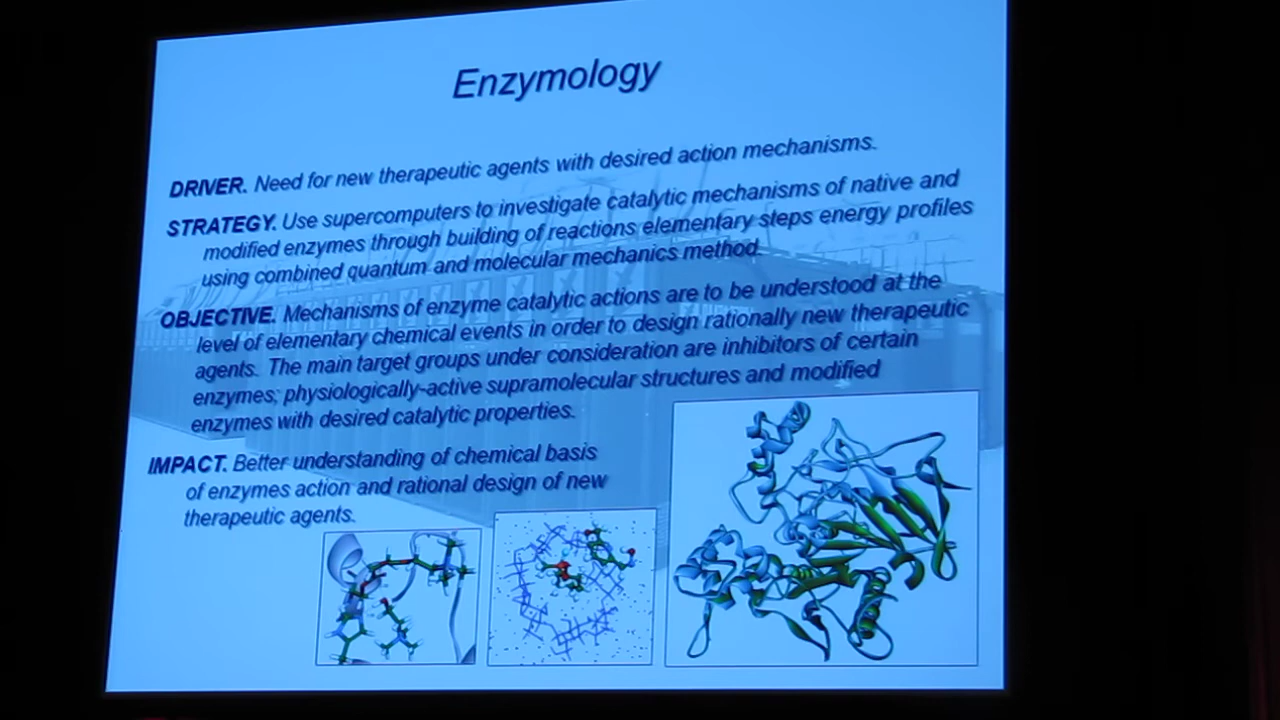 Enzymology
DRIVER. Need for new therapeutic agents with desired action mechanisms.
STRATEGY. Use supercomputers to investigate catalytic mechanisms of native and
modified enzymes through building of reactions elementary steps energy profiles
using combined quantum and molecular mechanics method.
OBJECTIVE. Mechanisms of enzyme catalytic actions are to be understood at the
level of elementary chemical events in order to design rationally new therapeutic
agents. The main target groups under consideration are inhibitors of certain
enzymes; physiologically-active supramolecular structures and modified
enzymes with desired catalytic properties.
IMPACT. Better understanding of chemical basis
of enzymes action and rational design of new
therapeutic agents.